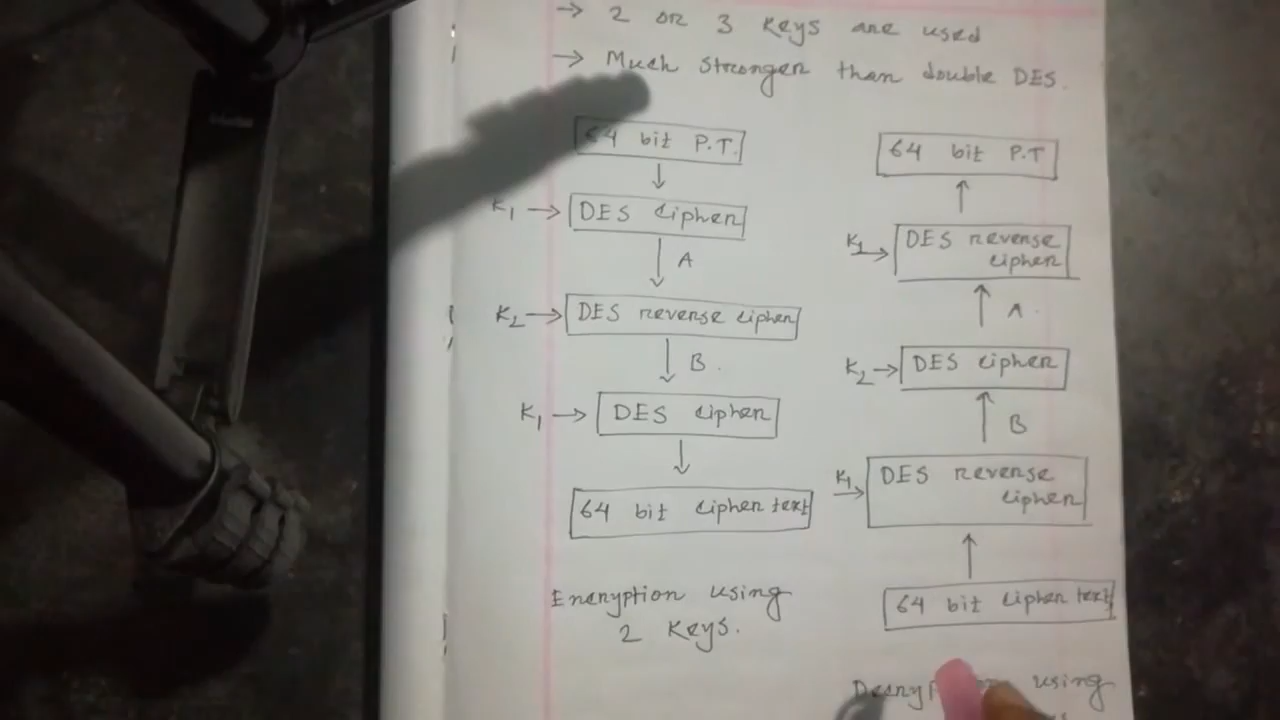 → 2 or 3 Keys are used
→ Much Stronger than double DES.
64 bit P.T.
K1 → DES Cipher
A
K2 → DES reverse cipher
B.
K1 → DES cipher
64 bit cipher text
Encryption using
2 Keys.
64 bit P.T
K1 → DES reverse
cipher
A.
K2 → DES cipher
B
K1 → DES reverse
cipher
64 bit cipher text
using